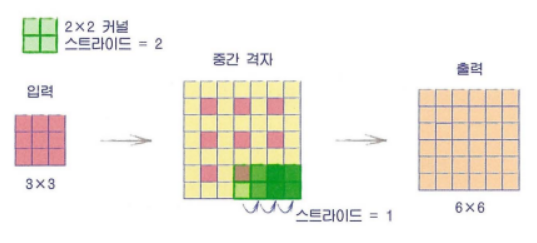 2×2 커널
스트라이드 = 2
중간 격자
입력
출력
3×3
스트라이드 = 1
6×6